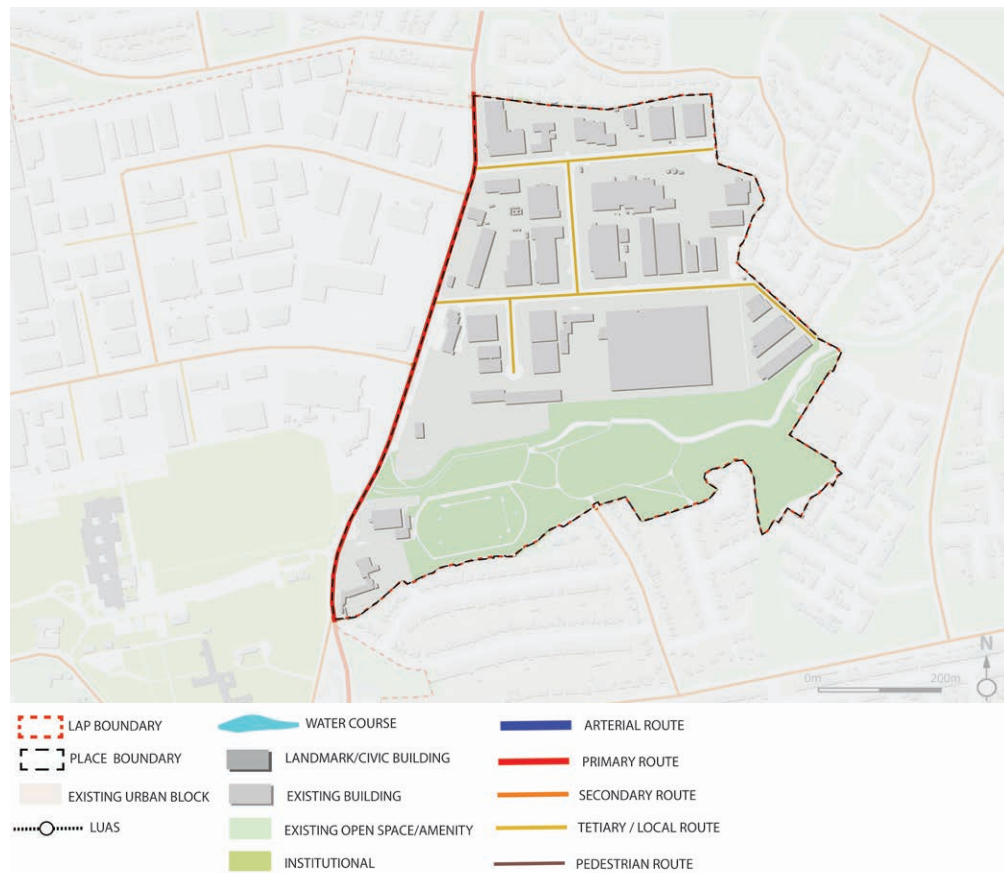 N
0m 200m
LAP BOUNDARY
PLACE BOUNDARY
EXISTING URBAN BLOCK
LUAS
WATER COURSE
LANDMARK/CIVIC BUILDING
EXISTING BUILDING
EXISTING OPEN SPACE/AMENITY
INSTITUTIONAL
ARTERIAL ROUTE
PRIMARY ROUTE
SECONDARY ROUTE
TETIARY / LOCAL ROUTE
PEDESTRIAN ROUTE